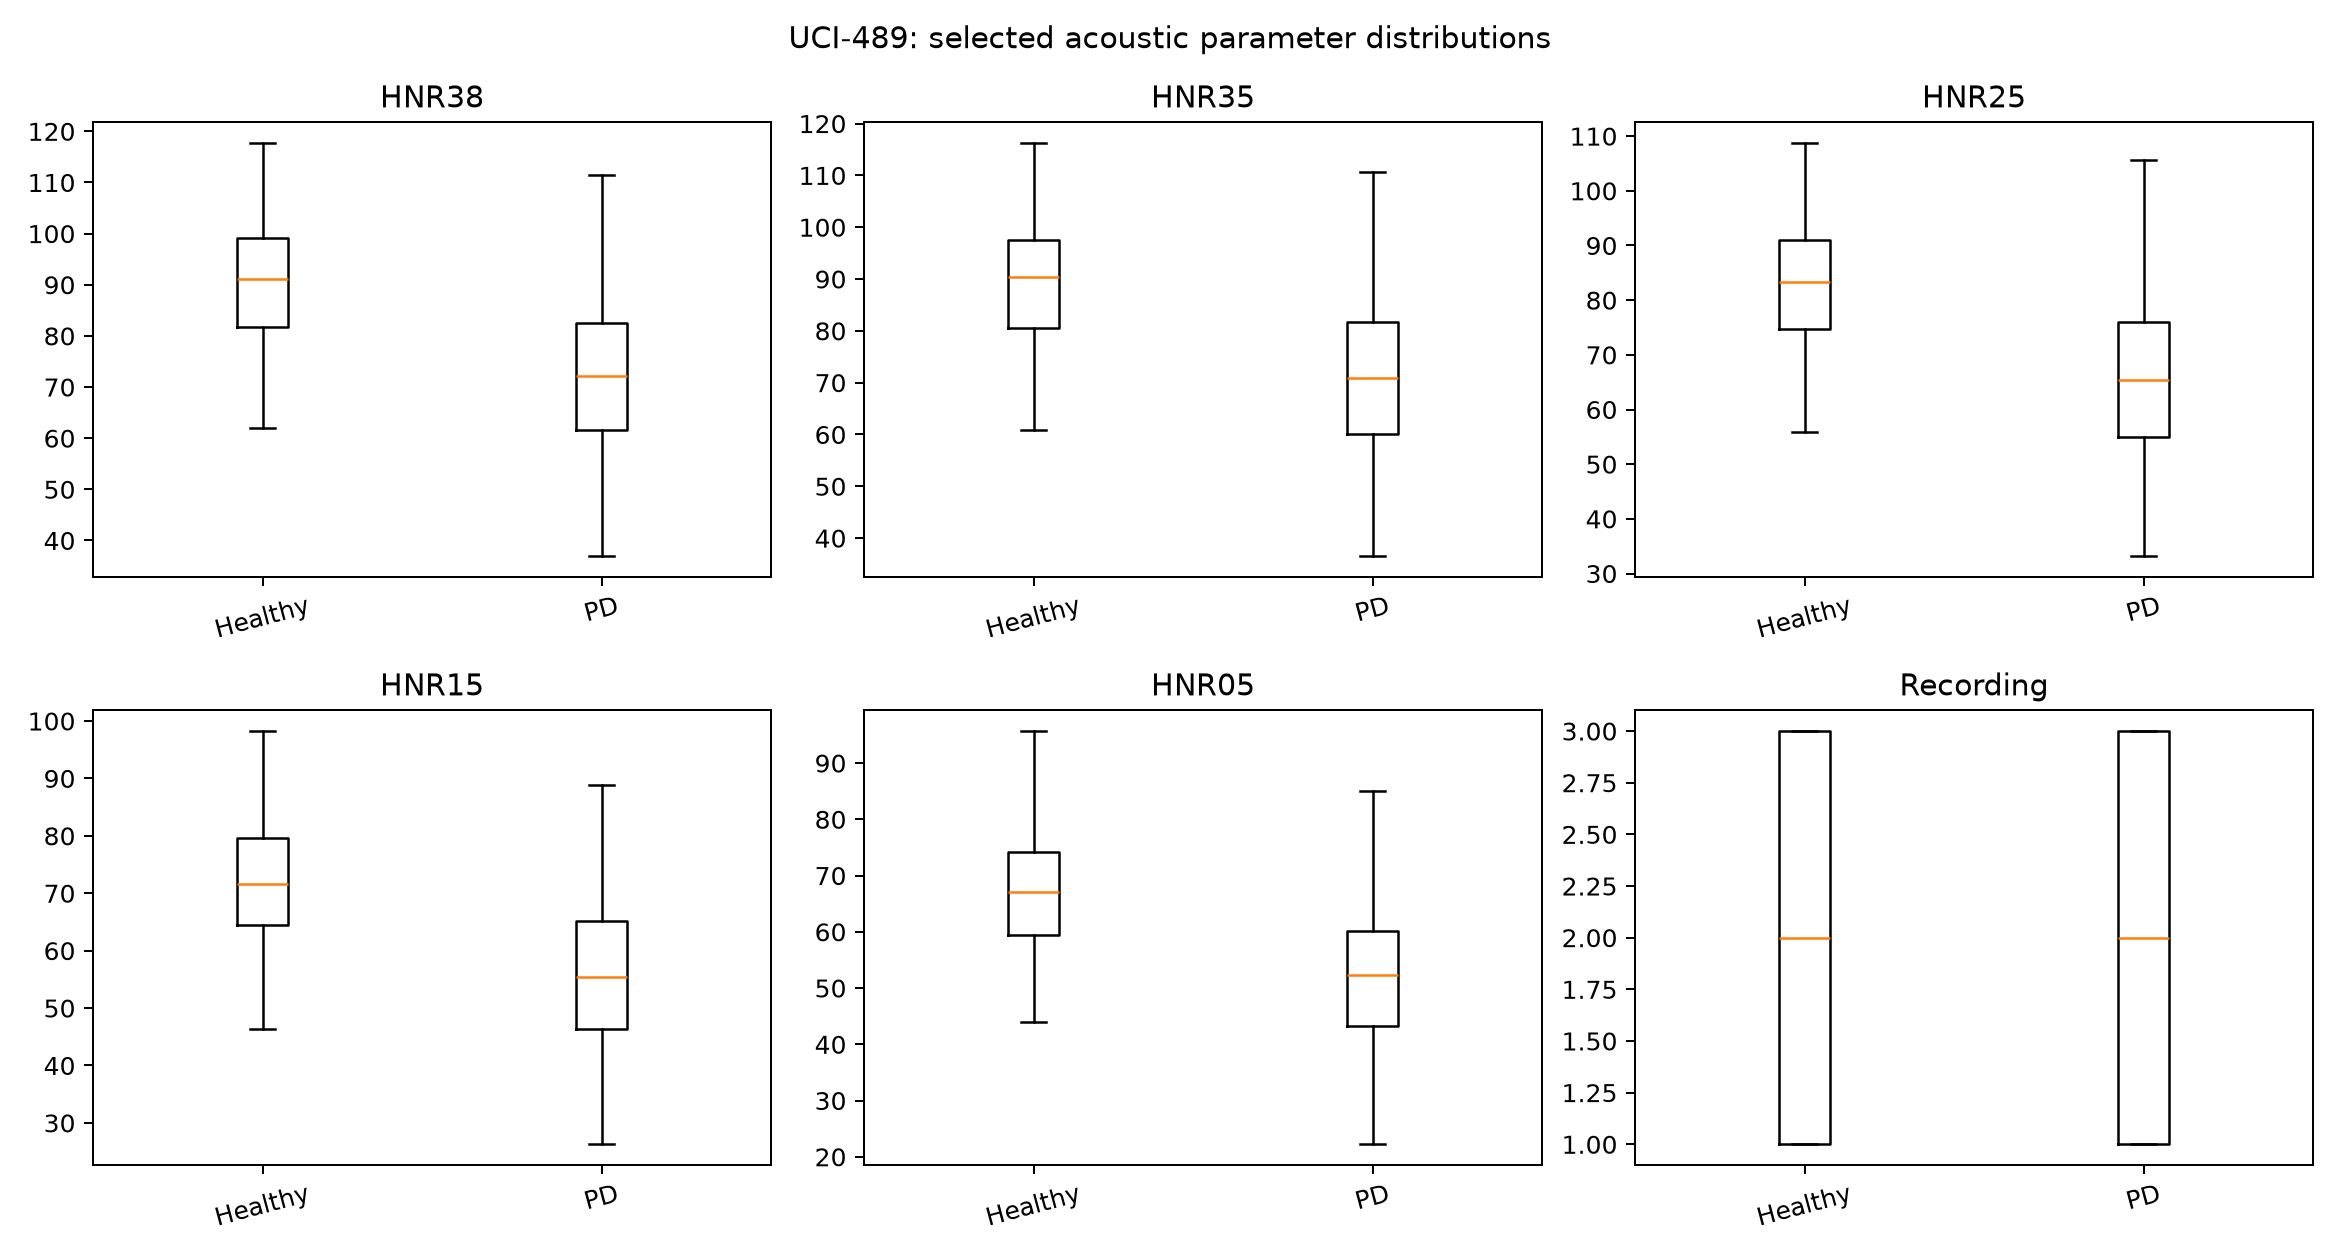 UCI-489: selected acoustic parameter distributions
HNR38
120
110
100
90
80
70
60
50
40
Healthy
PD
HNR35
120
110
100
90
80
70
60
50
40
Healthy
PD
HNR25
110
100
90
80
70
60
50
40
30
Healthy
PD
HNR15
100
90
80
70
60
50
40
30
Healthy
PD
HNR05
90
80
70
60
50
40
30
20
Healthy
PD
Recording
3.00
2.75
2.50
2.25
2.00
1.75
1.50
1.25
1.00
Healthy
PD